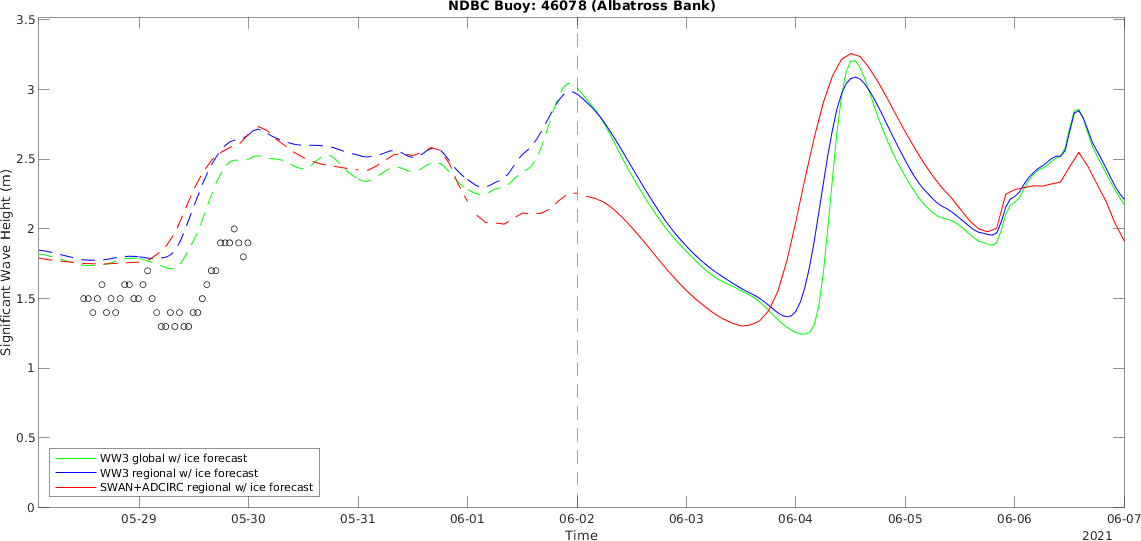 NDBC Buoy: 46078 (Albatross Bank)
3.5
3
2.5
2
1.5
1
0.5
0
Significant Wave Height (m)
WW3 global w/ ice forecast
WW3 regional w/ ice forecast
SWAN+ADCIRC regional w/ ice forecast
05-29 05-30 05-31 06-01 06-02 06-03 06-04 06-05 06-06 06-07
Time
2021